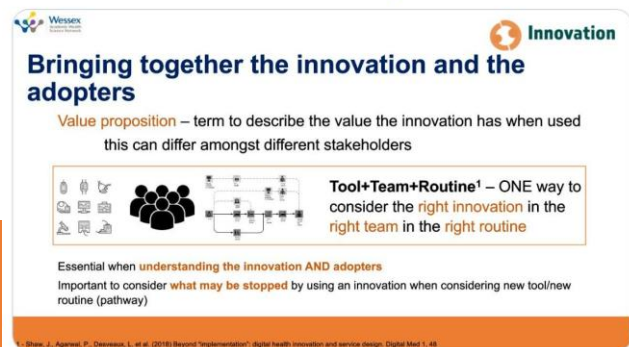 Wessex
Academic Health
Science Network
Innovation
Bringing together the innovation and the
adopters
Value proposition – term to describe the value the innovation has when used
this can differ amongst different stakeholders
Tool+Team+Routine¹ – ONE way to
consider the right innovation in the
right team in the right routine
Essential when understanding the innovation AND adopters
Important to consider what may be stopped by using an innovation when considering new tool/new
routine (pathway)
1 - Shaw, J., Agarwal, P., Desveaux, L. et al. (2018) Beyond "implementation": digital health innovation and service design. Digital Med 1, 48